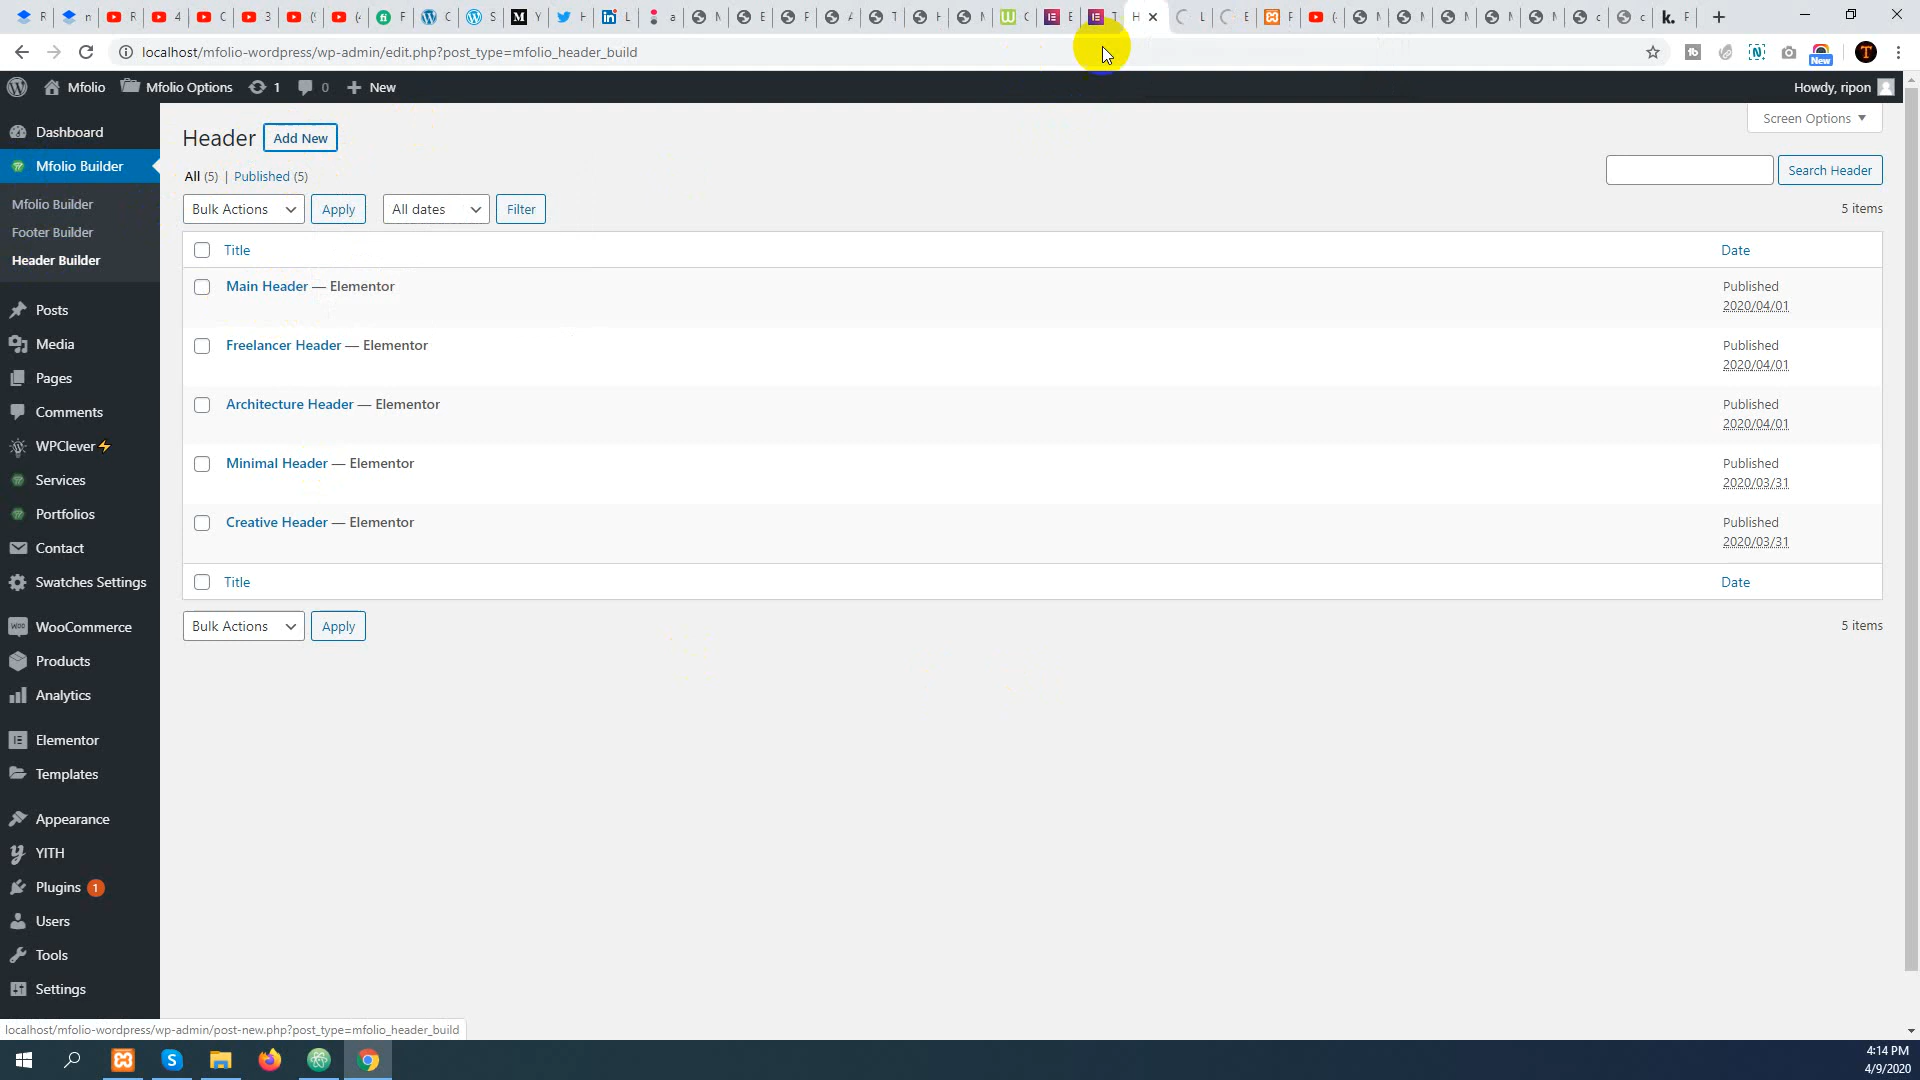 localhost/mfolio-wordpress/wp-admin/edit.php?post_type=mfolio_header_build
New
Mfolio
Mfolio Options
1
0
New
Howdy, ripon
Dashboard
Mfolio Builder
Mfolio Builder
Footer Builder
Header Builder
Posts
Media
Pages
Comments
WPClever
Services
Portfolios
Contact
Swatches Settings
WooCommerce
Products
Analytics
Elementor
Templates
Appearance
YITH
Plugins 1
Users
Tools
Settings
Screen Options
Header Add New
All (5) | Published (5)
Search Header
Bulk Actions Apply All dates Filter
5 items
Title Date
Main Header — Elementor
Published
2020/04/01
Freelancer Header — Elementor
Published
2020/04/01
Architecture Header — Elementor
Published
2020/04/01
Minimal Header — Elementor
Published
2020/03/31
Creative Header — Elementor
Published
2020/03/31
Title Date
Bulk Actions Apply
5 items
localhost/mfolio-wordpress/wp-admin/post-new.php?post_type=mfolio_header_build
4:14 PM
4/9/2020